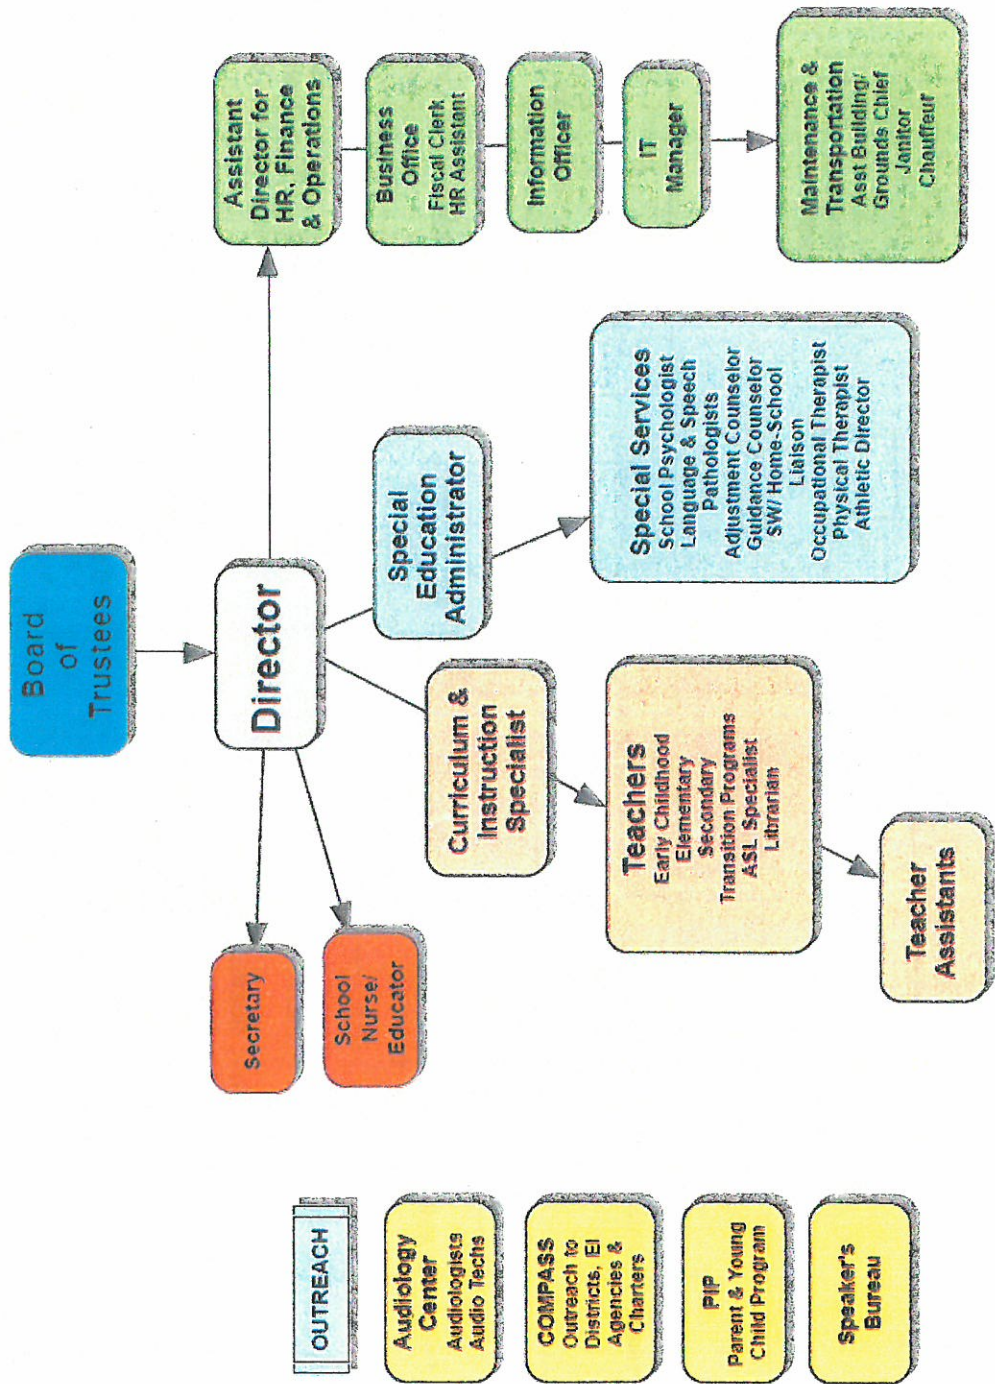 Board
of
Trustees
Director
Secretary
School
Nurse/
Educator
Assistant
Director for
HR, Finance
& Operations
Business
Office
Fiscal Clerk
HR Assistant
Information
Officer
IT
Manager
Maintenance &
Transportation
Asst Building/
Grounds Chief
Janitor
Chauffeur
Special
Education
Administrator
Special Services
School Psychologist
Language & Speech
Pathologists
Adjustment Counselor
Guidance Counselor
SW/ Home-School
Liaison
Occupational Therapist
Physical Therapist
Athletic Director
Curriculum &
Instruction
Specialist
Teachers
Early Childhood
Elementary
Secondary
Transition Programs
ASL Specialist
Librarian
Teacher
Assistants
OUTREACH
Audiology
Center
Audiologists
Audio Techs
COMPASS
Outreach to
Districts, IEI
Agencies &
Charters
PIP
Parent & Young
Child Program
Speaker's
Bureau